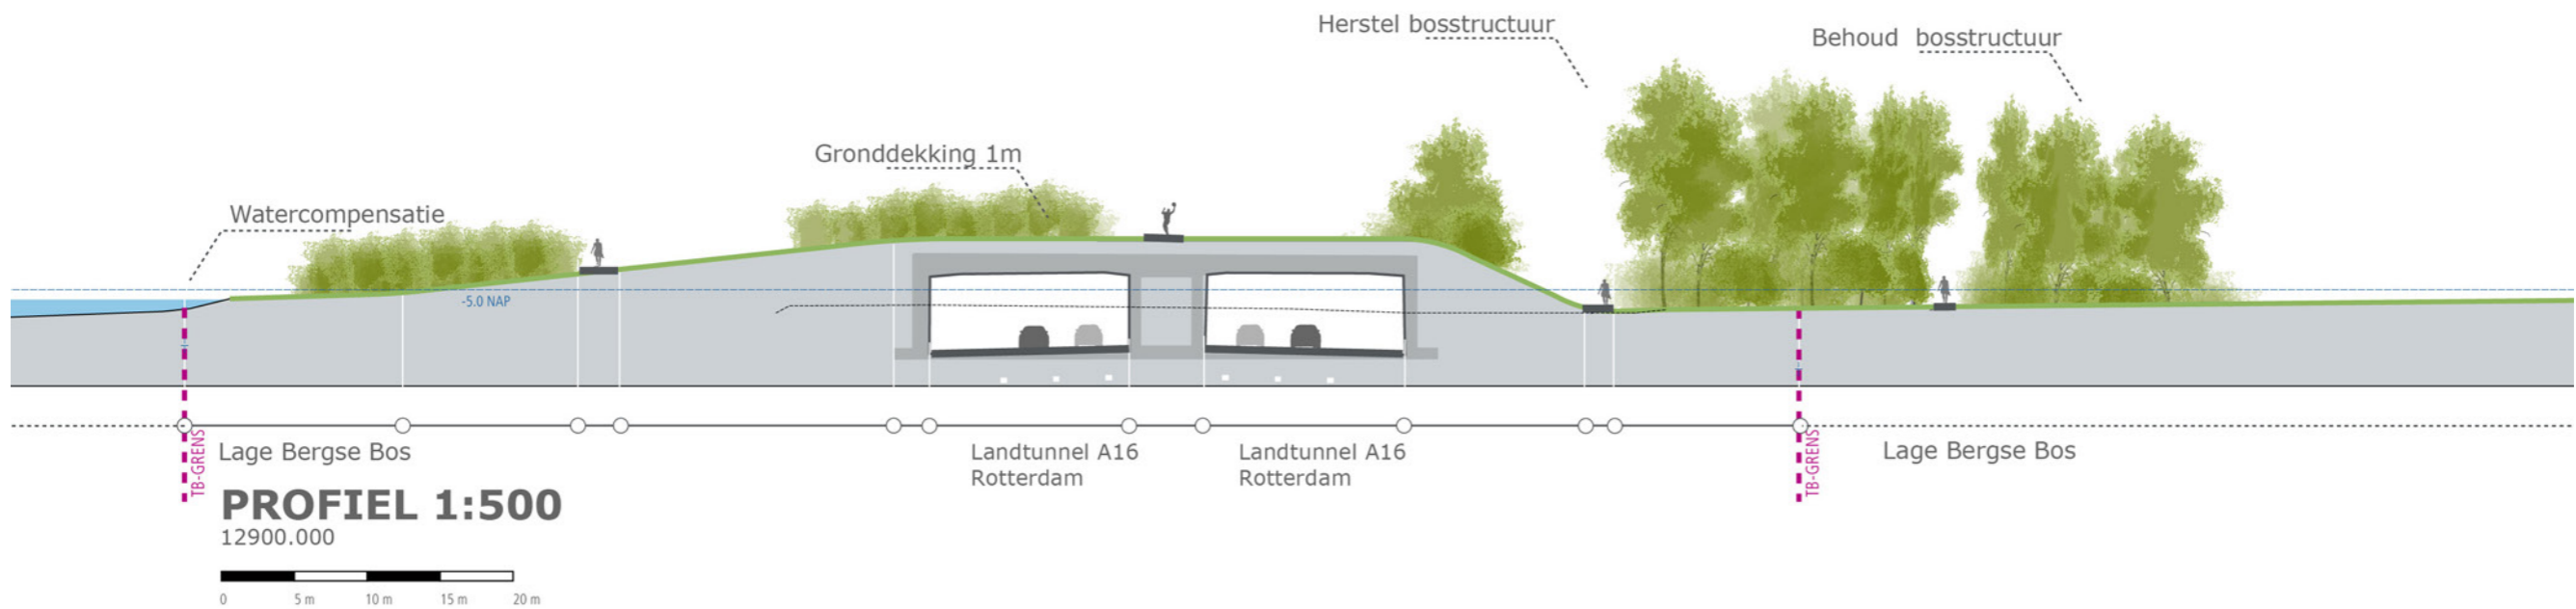 Herstel bosstructuur
Behoud bosstructuur
Gronddekking 1m
Watercompensatie
-5.0 NAP
TB-GRENS
Lage Bergse Bos
Landtunnel A16
Rotterdam
Landtunnel A16
Rotterdam
TB-GRENS
Lage Bergse Bos
PROFIEL 1:500
12900.000
0 5 m 10 m 15 m 20 m